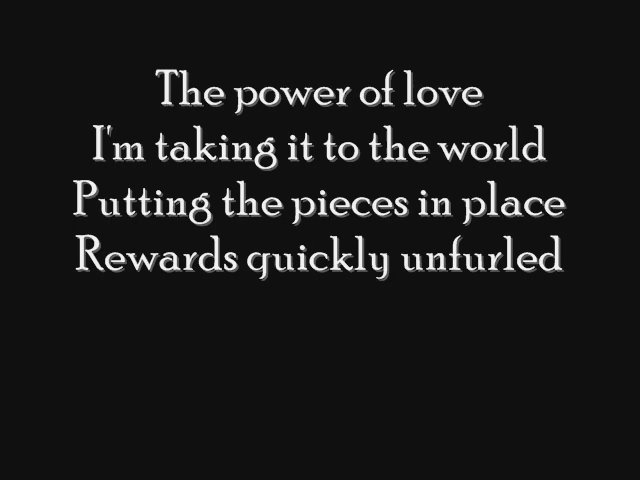 The power of love
I'm taking it to the world
Putting the pieces in place
Rewards quickly unfurled